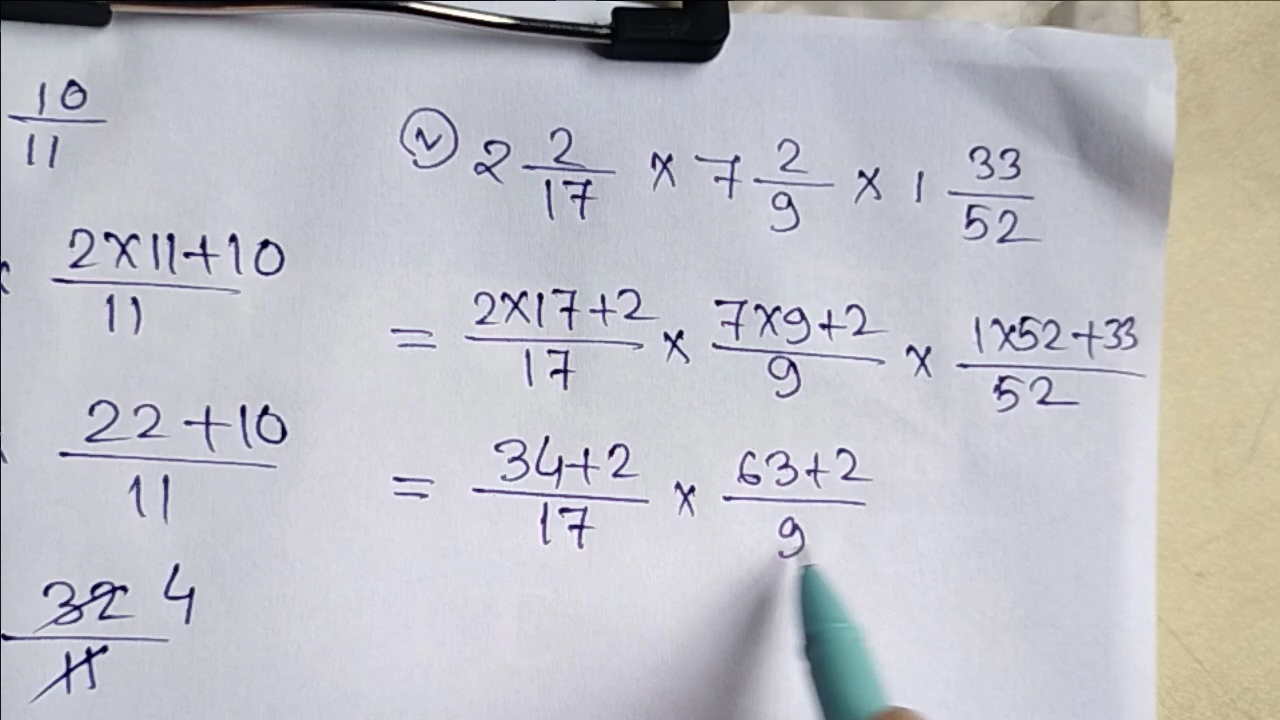 10/11
2×11+10/11
22+10/11
32 4/11
(v) 2 2/17 × 7 2/9 × 1 33/52
= 2×17+2/17 × 7×9+2/9 × 1×52+33/52
= 34+2/17 × 63+2/9